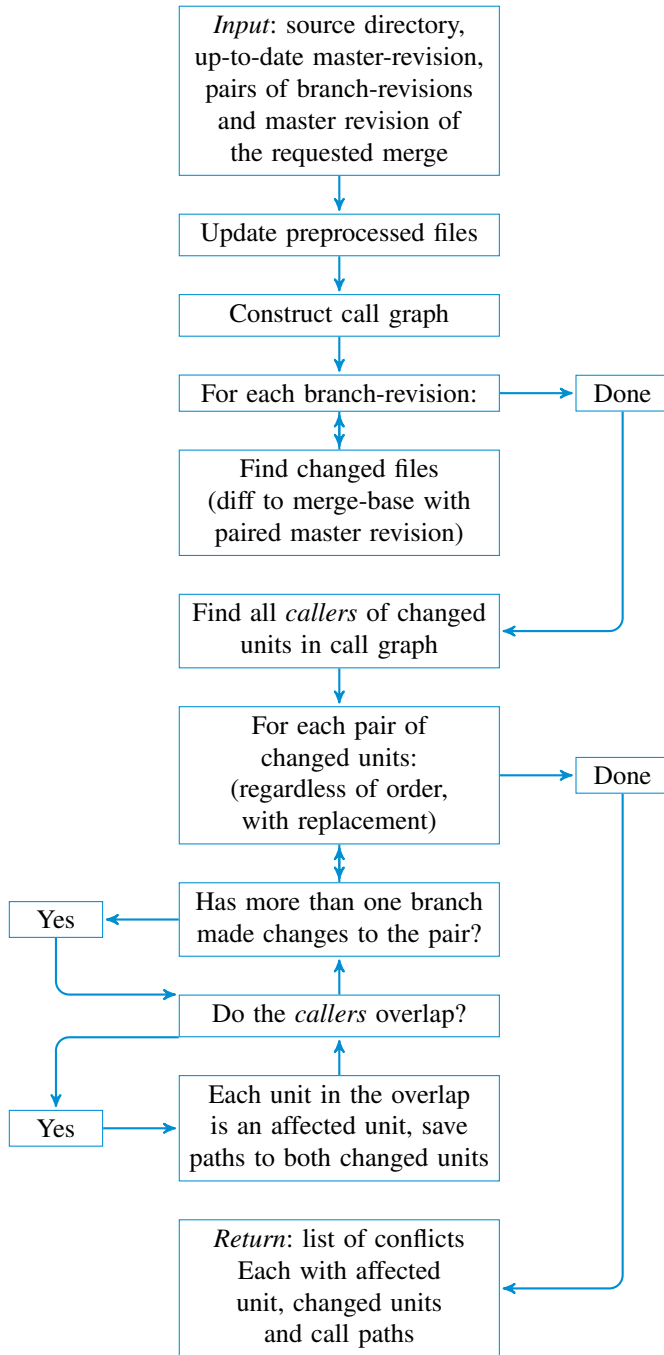 Input: source directory,
up-to-date master-revision,
pairs of branch-revisions
and master revision of
the requested merge
Update preprocessed files
Construct call graph
For each branch-revision:
Done
Find changed files
(diff to merge-base with
paired master revision)
Find all callers of changed
units in call graph
For each pair of
changed units:
(regardless of order,
with replacement)
Done
Has more than one branch
made changes to the pair?
Yes
Do the callers overlap?
Each unit in the overlap
is an affected unit, save
paths to both changed units
Yes
Return: list of conflicts
Each with affected
unit, changed units
and call paths